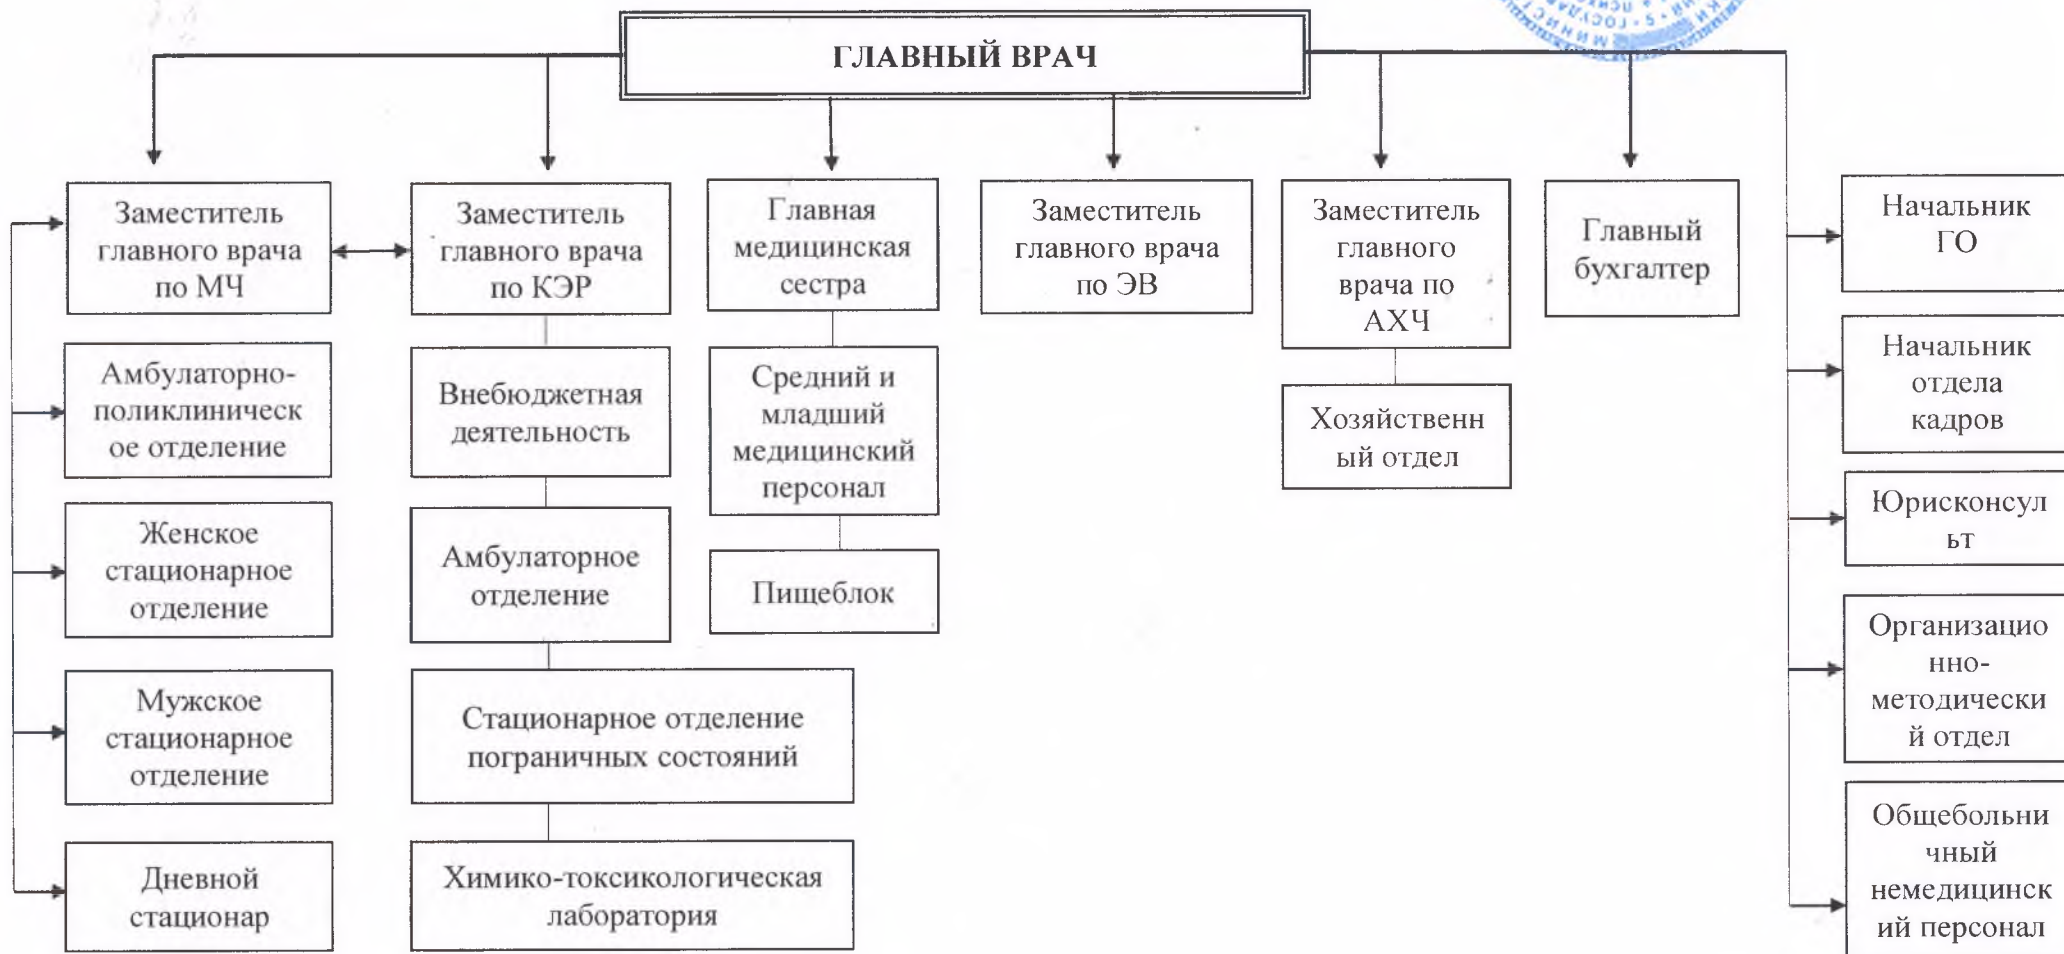 ГЛАВНЫЙ ВРАЧ
Заместитель
главного врача
по МЧ
Заместитель
главного врача
по КЭР
Главная
медицинская
сестра
Заместитель
главного врача
по ЭВ
Заместитель
главного
врача по
АХЧ
Главный
бухгалтер
Начальник
ГО
Амбулаторно-
поликлиническ
ое отделение
Внебюджетная
деятельность
Средний и
младший
медицинский
персонал
Хозяйственн
ый отдел
Начальник
отдела
кадров
Женское
стационарное
отделение
Амбулаторное
отделение
Пищеблок
Юрисконсул
ьт
Мужское
стационарное
отделение
Стационарное отделение
пограничных состояний
Организацио
нно-
методически
й отдел
Дневной
стационар
Химико-токсикологическая
лаборатория
Общебольни
чный
немедицинск
ий персонал